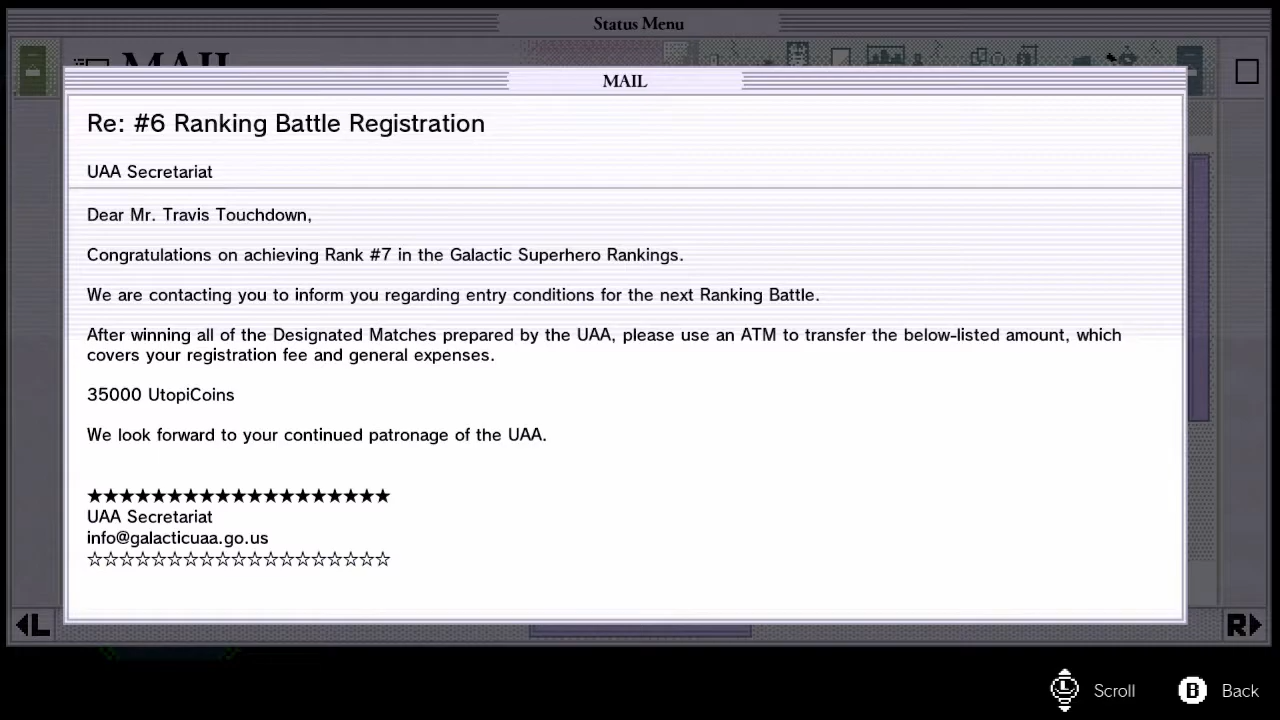 Status Menu
MAIL
MAIL
Re: #6 Ranking Battle Registration
UAA Secretariat
Dear Mr. Travis Touchdown,
Congratulations on achieving Rank #7 in the Galactic Superhero Rankings.
We are contacting you to inform you regarding entry conditions for the next Ranking Battle.
After winning all of the Designated Matches prepared by the UAA, please use an ATM to transfer the below-listed amount, which
covers your registration fee and general expenses.
35000 UtopiCoins
We look forward to your continued patronage of the UAA.
★★★★★★★★★★★★★★★★★★★
UAA Secretariat
info@galacticuaa.go.us
☆☆☆☆☆☆☆☆☆☆☆☆☆☆☆☆☆☆☆
L
R
L Scroll
B Back